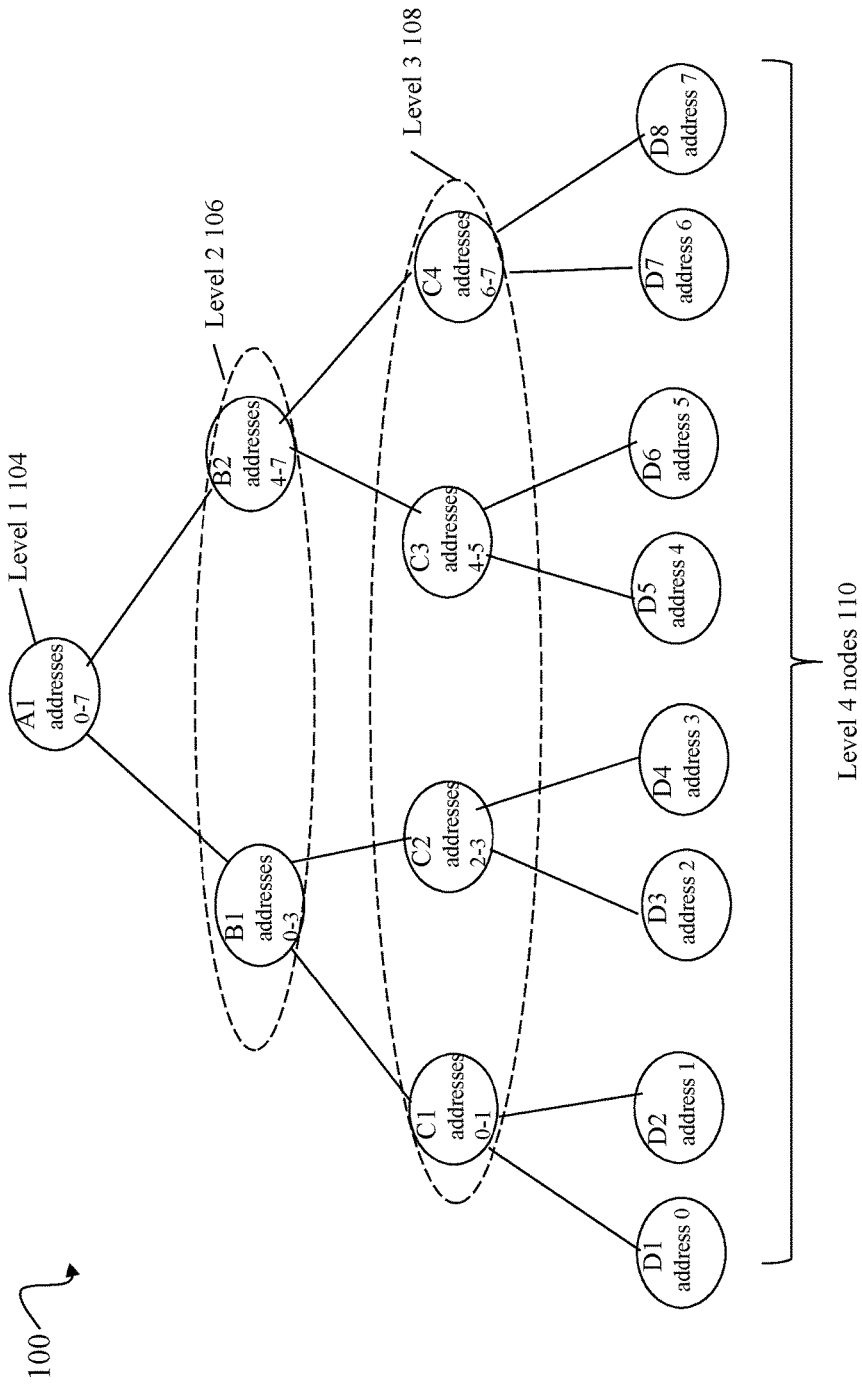 100
Level 1 104
A1
addresses
0-7
Level 2 106
B1
addresses
0-3
B2
addresses
4-7
Level 3 108
C1
addresses
0-1
C2
addresses
2-3
C3
addresses
4-5
C4
addresses
6-7
D1
address 0
D2
address 1
D3
address 2
D4
address 3
D5
address 4
D6
address 5
D7
address 6
D8
address 7
Level 4 nodes 110